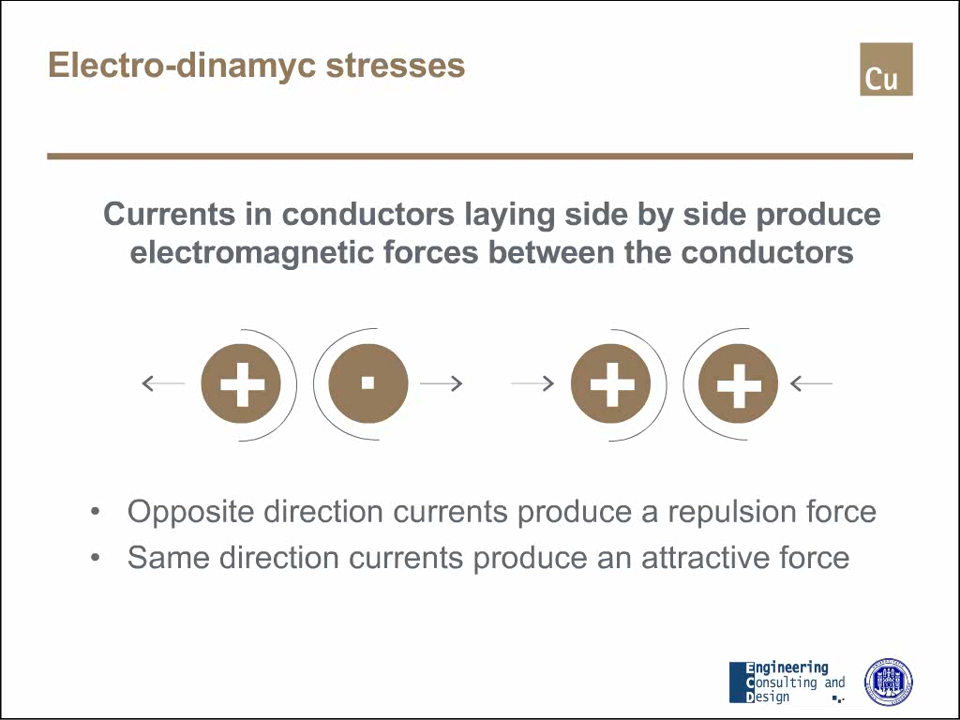 Electro-dinamyc stresses
Cu
Currents in conductors laying side by side produce
electromagnetic forces between the conductors
• Opposite direction currents produce a repulsion force
• Same direction currents produce an attractive force
Engineering
Consulting and
Design